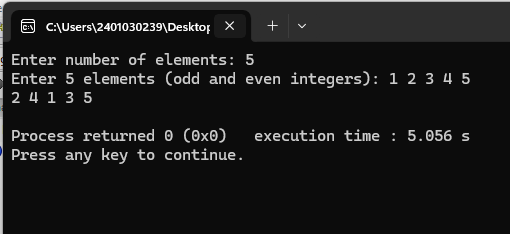 C:\Users\2401030239\Desktop
Enter number of elements: 5
Enter 5 elements (odd and even integers): 1 2 3 4 5
2 4 1 3 5
Process returned 0 (0x0)   execution time : 5.056 s
Press any key to continue.